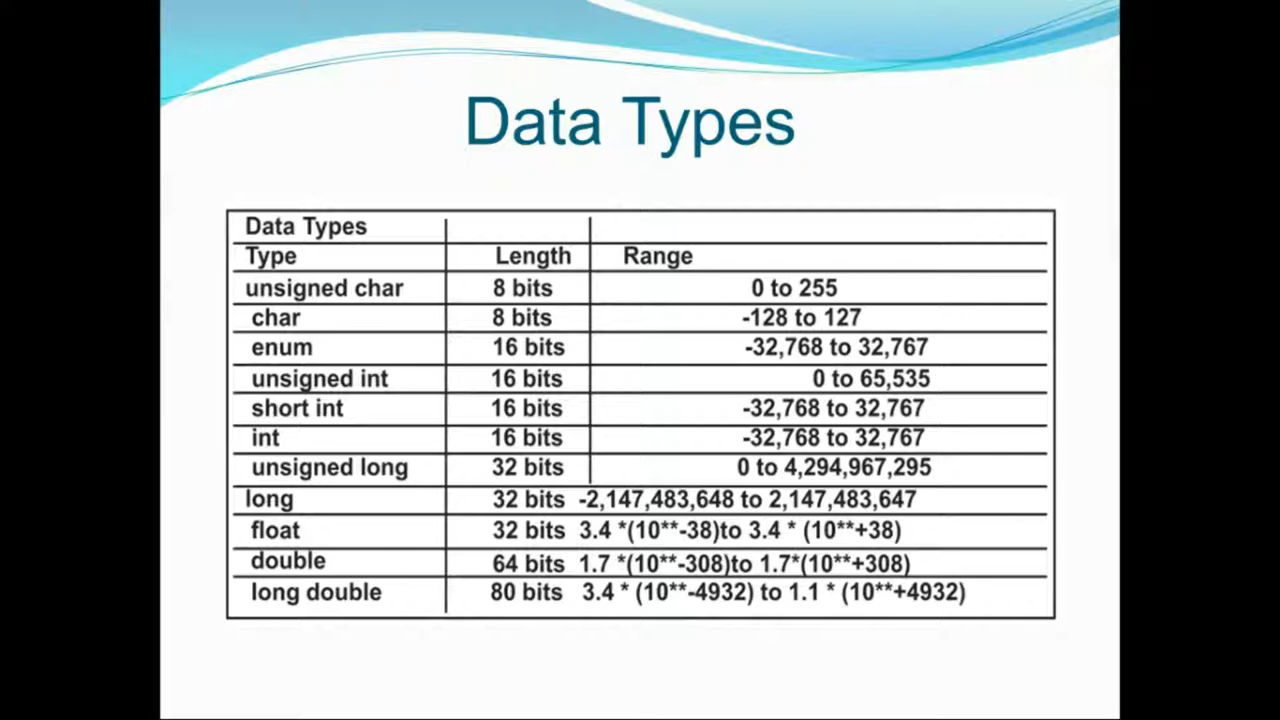 Data Types
Data Types
Type Length Range
unsigned char 8 bits 0 to 255
char 8 bits -128 to 127
enum 16 bits -32,768 to 32,767
unsigned int 16 bits 0 to 65,535
short int 16 bits -32,768 to 32,767
int 16 bits -32,768 to 32,767
unsigned long 32 bits 0 to 4,294,967,295
long 32 bits -2,147,483,648 to 2,147,483,647
float 32 bits 3.4 *(10**-38)to 3.4 * (10**+38)
double 64 bits 1.7 *(10**-308)to 1.7*(10**+308)
long double 80 bits 3.4 * (10**-4932) to 1.1 * (10**+4932)